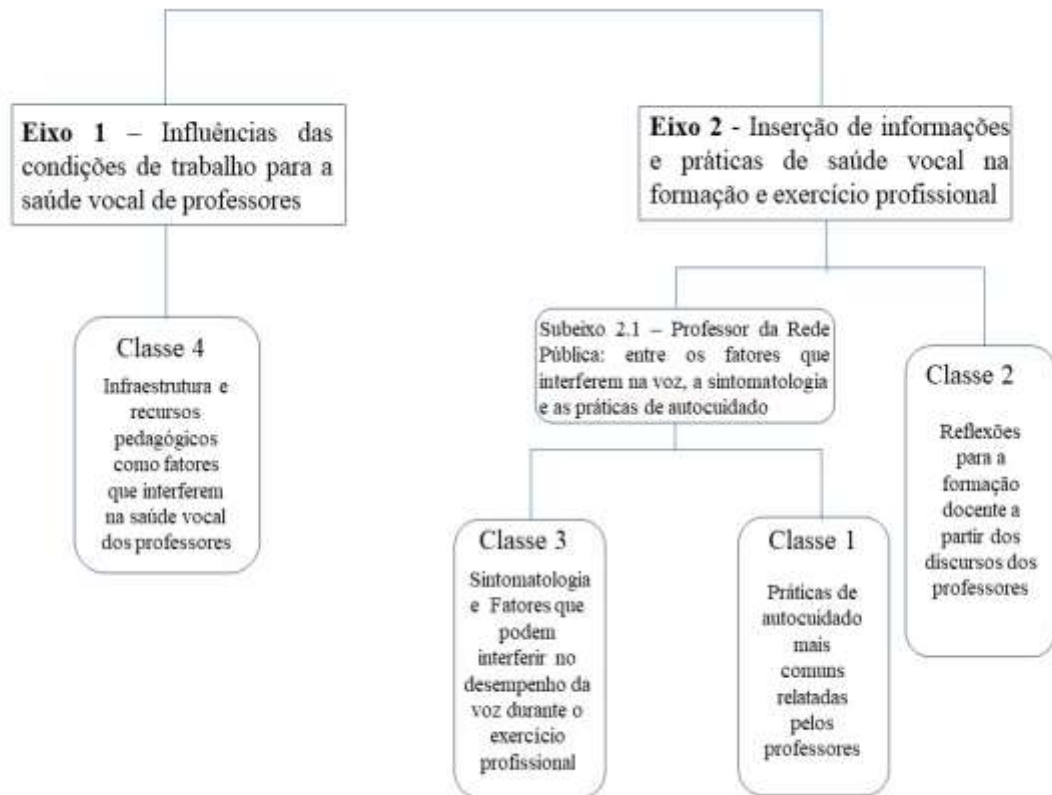 Eixo 1 – Influências das
condições de trabalho para a
saúde vocal de professores
Eixo 2 - Inserção de informações
e práticas de saúde vocal na
formação e exercício profissional
Classe 4
Infraestrutura e
recursos
pedagógicos
como fatores
que interferem
na saúde vocal
dos professores
Subeixo 2.1 – Professor da Rede
Pública: entre os fatores que
interferem na voz, a sintomatologia
e as práticas de autocuidado
Classe 2
Reflexões
para a
formação
docente a
partir dos
discursos dos
professores
Classe 3
Sintomatologia
e Fatores que
podem
interferir no
desempenho da
voz durante o
exercício
profissional
Classe 1
Práticas de
autocuidado
mais
comuns
relatadas
pelos
professores